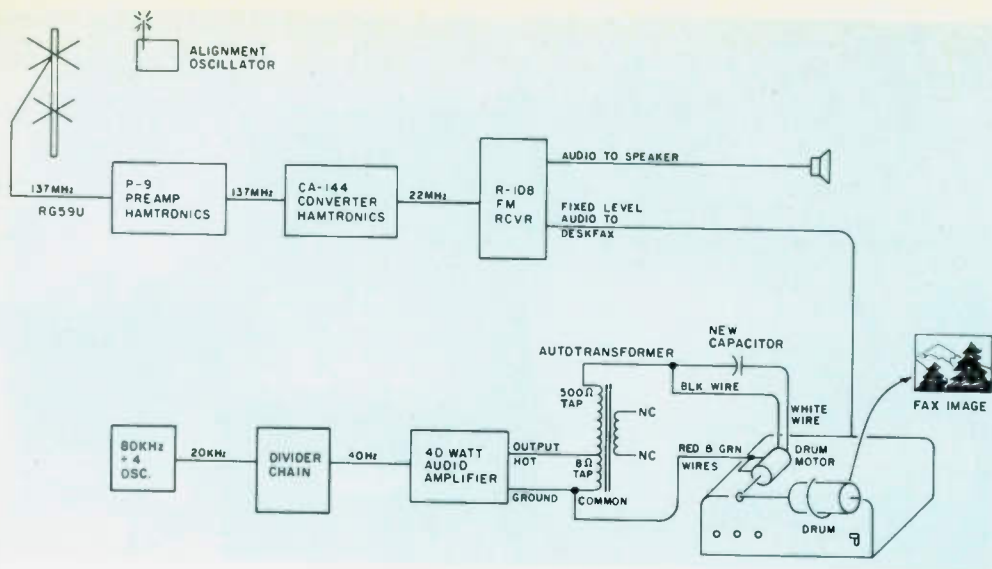 ALIGNMENT
OSCILLATOR
137MHz
RG59U
P-9
PREAMP
HAMTRONICS
137MHz
CA-144
CONVERTER
HAMTRONICS
22MHz
R-108
FM
RCVR
AUDIO TO SPEAKER
FIXED LEVEL
AUDIO TO
DESKFAX
NEW
CAPACITOR
AUTOTRANSFORMER
500Ω
TAP
BLK WIRE
WHITE
WIRE
FAX IMAGE
NC
NC
80KHz
÷ 4
OSC.
20KHz
DIVIDER
CHAIN
40Hz
40 WATT
AUDIO
AMPLIFIER
OUTPUT
HOT
8Ω
TAP
GROUND
COMMON
RED & GRN
WIRES
DRUM
MOTOR
DRUM